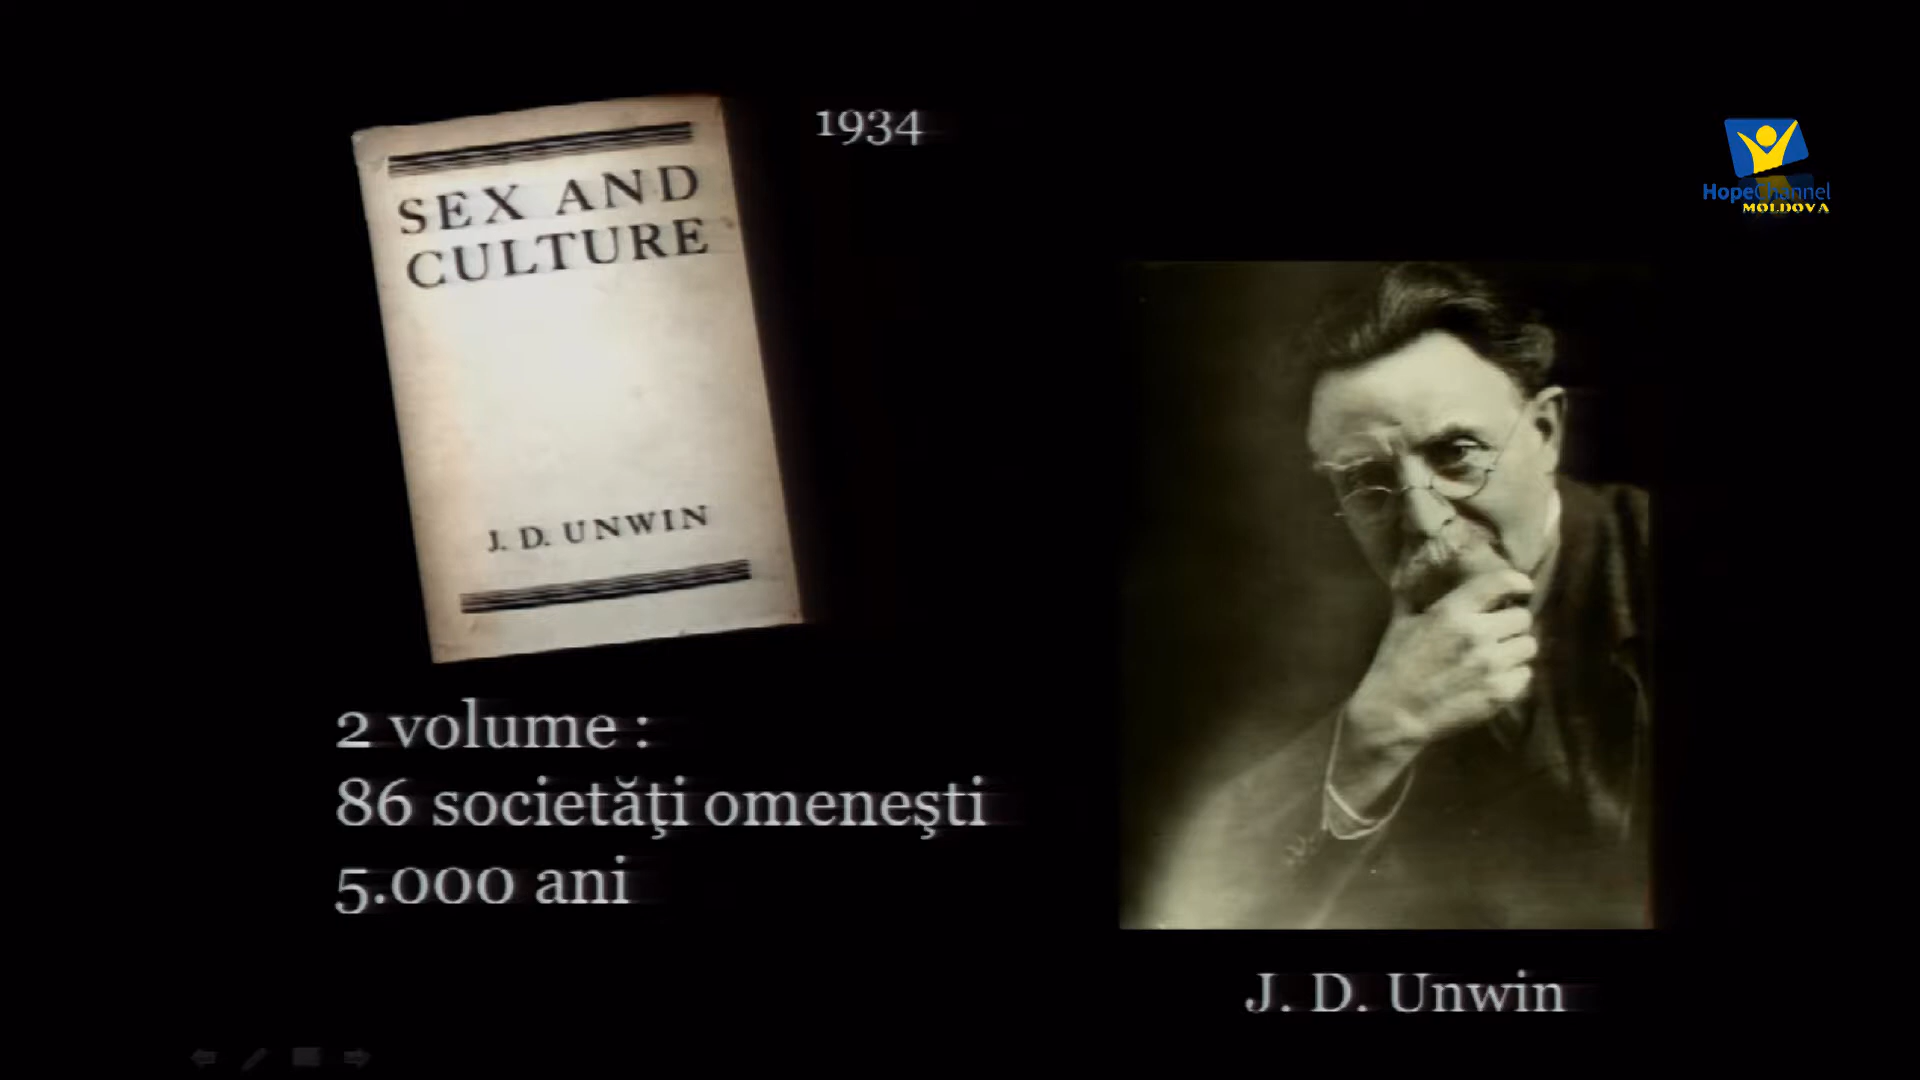 SEX AND
CULTURE
J. D. UNWIN
1934
HopeChannel
MOLDOVA
2 volume :
86 societăţi omeneşti
5.000 ani
J. D. Unwin